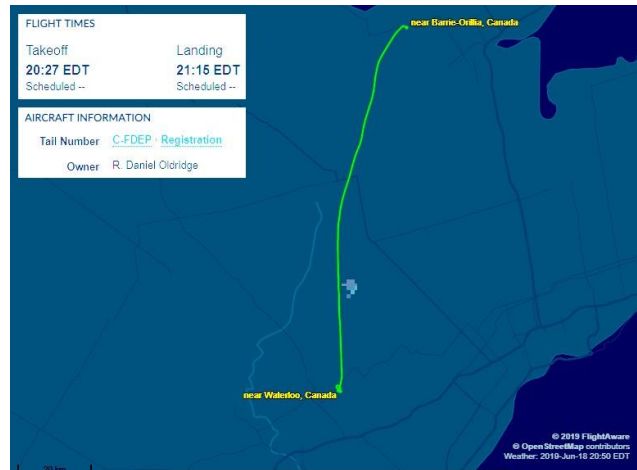 FLIGHT TIMES
Takeoff Landing
20:27 EDT 21:15 EDT
Scheduled -- Scheduled --
AIRCRAFT INFORMATION
Tail Number C-FDEP · Registration
Owner R. Daniel Oldridge
near Barrie-Orillia, Canada
near Waterloo, Canada
© 2019 FlightAware
© OpenStreetMap contributors
Weather: 2019-Jun-18 20:50 EDT